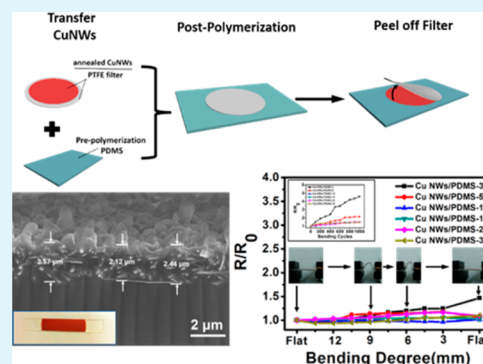 Transfer
CuNWs
annealed CuNWs
PTFE filter
Pre-polymerization
PDMS
Post-Polymerization
Peel off Filter
3.57 μm
2.12 μm
2.44 μm
2 μm
R/R0
4.0
3.5
3.0
2.5
2.0
1.5
1.0
Cu NWs/PDMS-3
Cu NWs/PDMS-5
Cu NWs/PDMS-1
Cu NWs/PDMS-1
Cu NWs/PDMS-2
Cu NWs/PDMS-3
R/R0
Bending Cycles
Flat
12
9
6
3
Fla
Bending Degree(mm)